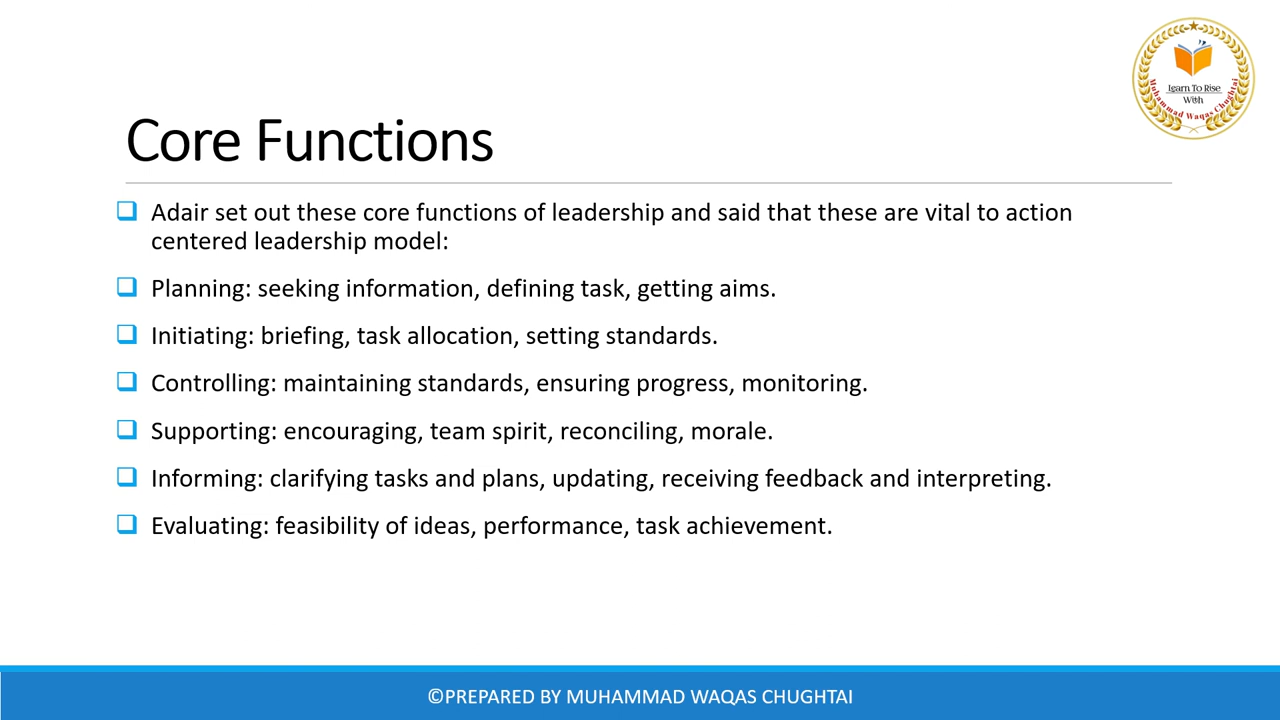 Learn To Rise
With
Muhammad Waqas Chughtai
Core Functions
Adair set out these core functions of leadership and said that these are vital to action
centered leadership model:
Planning: seeking information, defining task, getting aims.
Initiating: briefing, task allocation, setting standards.
Controlling: maintaining standards, ensuring progress, monitoring.
Supporting: encouraging, team spirit, reconciling, morale.
Informing: clarifying tasks and plans, updating, receiving feedback and interpreting.
Evaluating: feasibility of ideas, performance, task achievement.
©PREPARED BY MUHAMMAD WAQAS CHUGHTAI